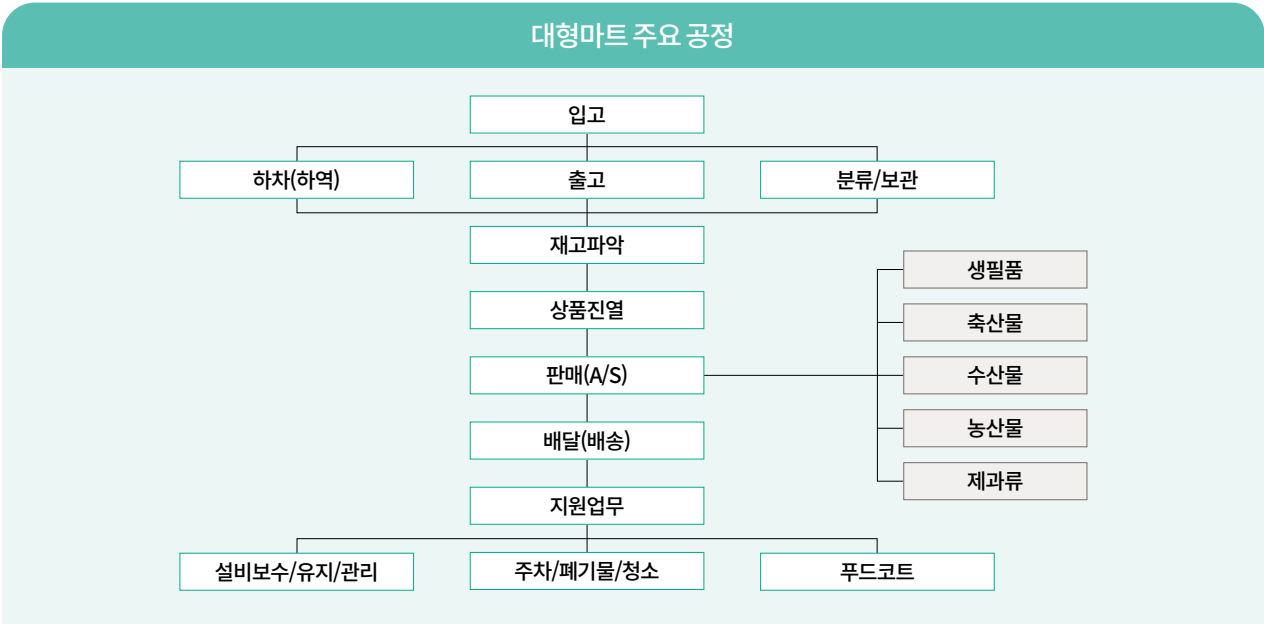 대형마트 주요 공정
입고
하차(하역)
출고
분류/보관
재고파악
상품진열
판매(A/S)
배달(배송)
지원업무
생필품
축산물
수산물
농산물
제과류
설비보수/유지/관리
주차/폐기물/청소
푸드코트